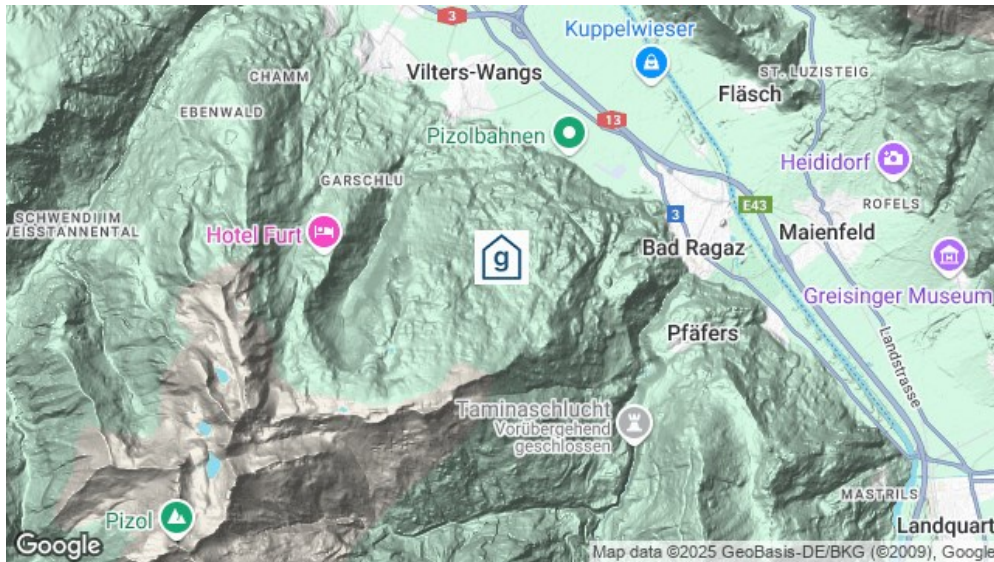 3
Kuppelwieser
CHAMM
Vilters-Wangs
ST. LUZISTEIG
Fläsch
EBENWALD
13
Pizolbahnen
Heididorf
GARSCHLU
ROFELS
SCHWENDI IM
WEISSTANNENTAL
3
E43
Hotel Furt
Maienfeld
Bad Ragaz
g
Greisinger Museum
Pfäfers
Landstrasse
Taminaschlucht
Vorübergehend
geschlossen
MASTRILS
Pizol
Landquart
Google
Map data ©2025 GeoBasis-DE/BKG (©2009), Google